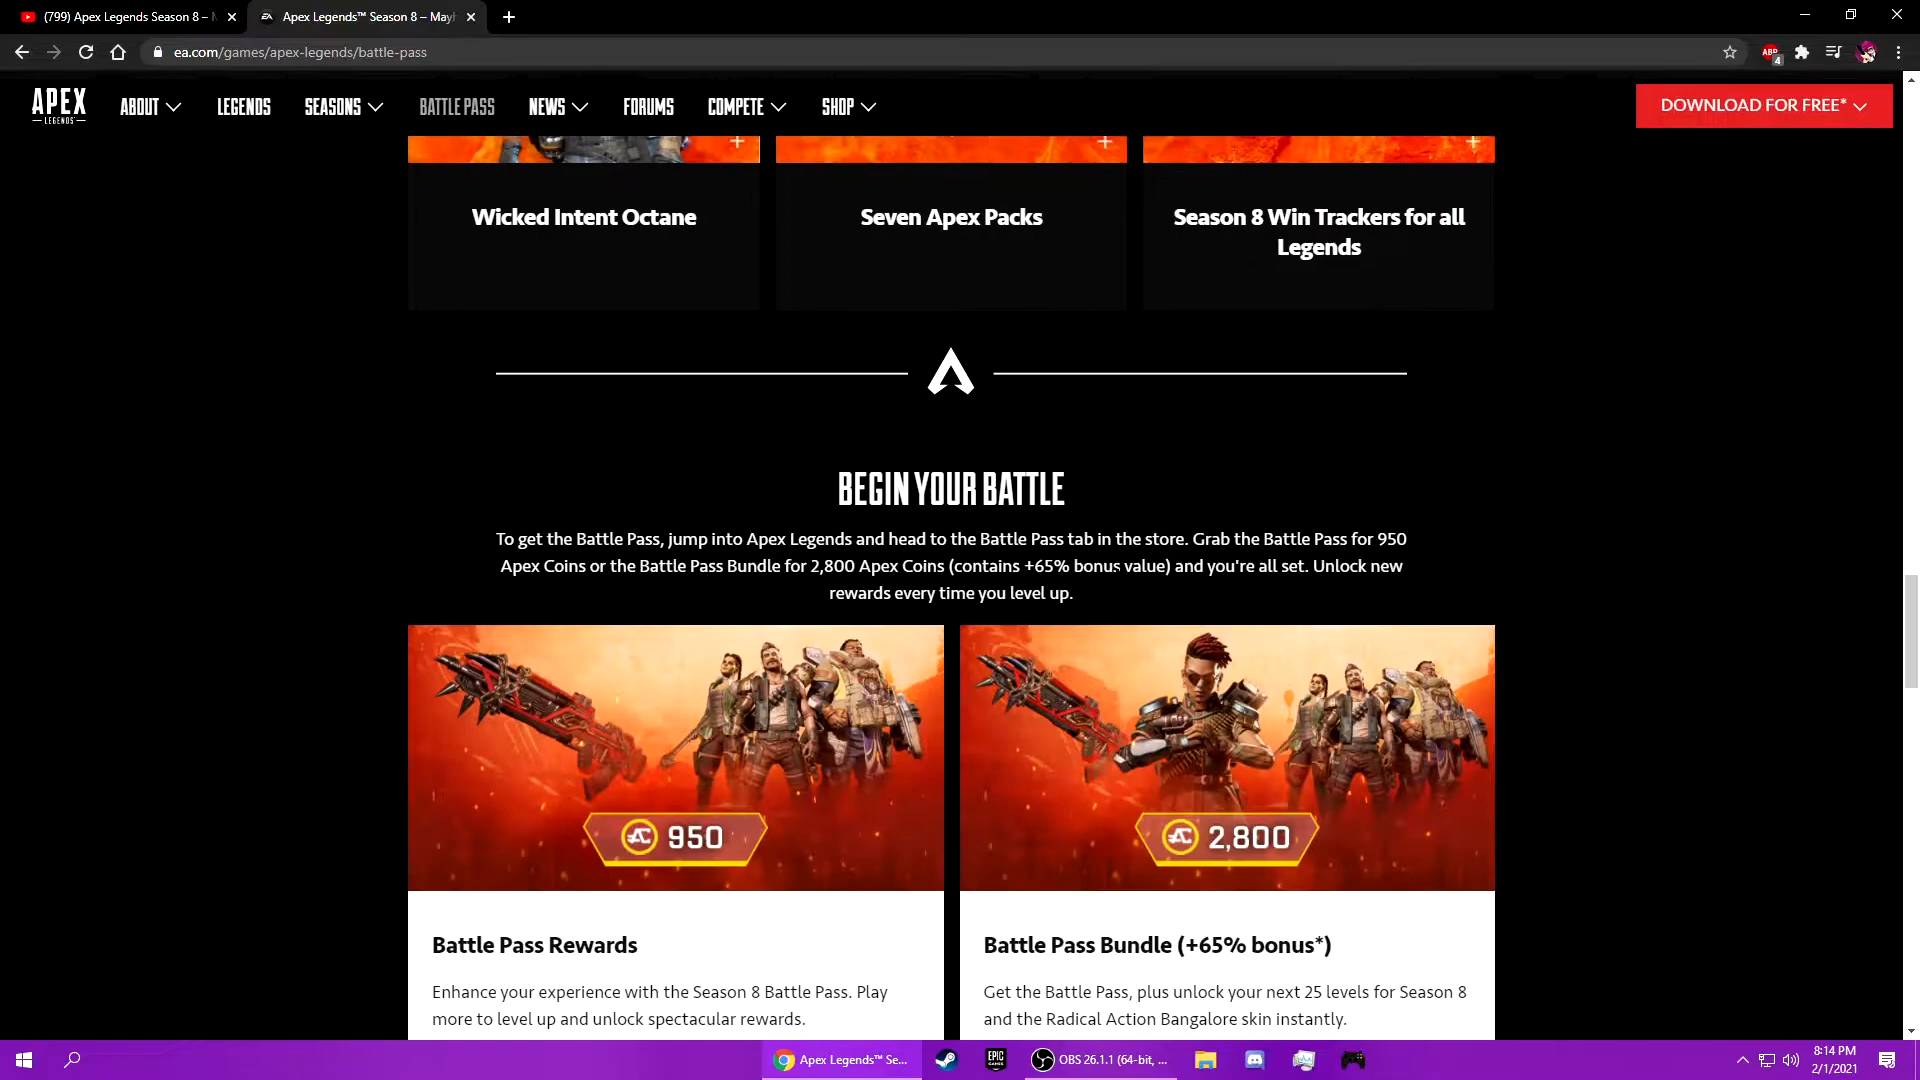 (799) Apex Legends Season 8 –
Apex Legends™ Season 8 – Mayh
ea.com/games/apex-legends/battle-pass
ABP
4
APEX
LEGENDS
ABOUT
LEGENDS
SEASONS
BATTLE PASS
NEWS
FORUMS
COMPETE
SHOP
DOWNLOAD FOR FREE*
Wicked Intent Octane
Seven Apex Packs
Season 8 Win Trackers for all
Legends
BEGIN YOUR BATTLE
To get the Battle Pass, jump into Apex Legends and head to the Battle Pass tab in the store. Grab the Battle Pass for 950
Apex Coins or the Battle Pass Bundle for 2,800 Apex Coins (contains +65% bonus value) and you're all set. Unlock new
rewards every time you level up.
950
2,800
Battle Pass Rewards
Battle Pass Bundle (+65% bonus*)
Enhance your experience with the Season 8 Battle Pass. Play
more to level up and unlock spectacular rewards.
Get the Battle Pass, plus unlock your next 25 levels for Season 8
and the Radical Action Bangalore skin instantly.
Apex Legends™ Se...
EPIC
GAMES
OBS 26.1.1 (64-bit, ...
8:14 PM
2/1/2021